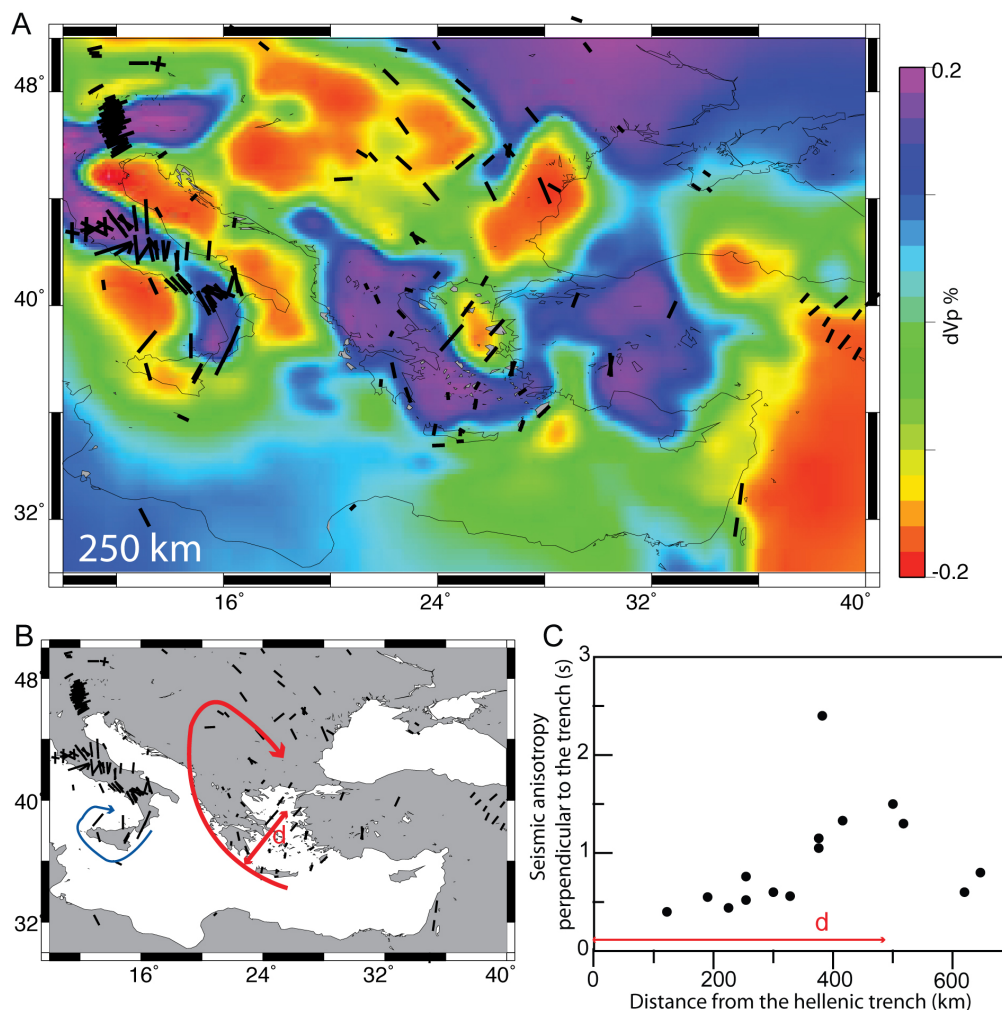 A
48°
40°
32°
250 km
16°
24°
32°
40°
0.2
dVp %
-0.2
B
48
40
32
16°
24°
32°
40°
d
C
Seismic anisotropy
perpendicular to the trench (s)
3
2
1
0
d
0
200
400
600
Distance from the hellenic trench (km)